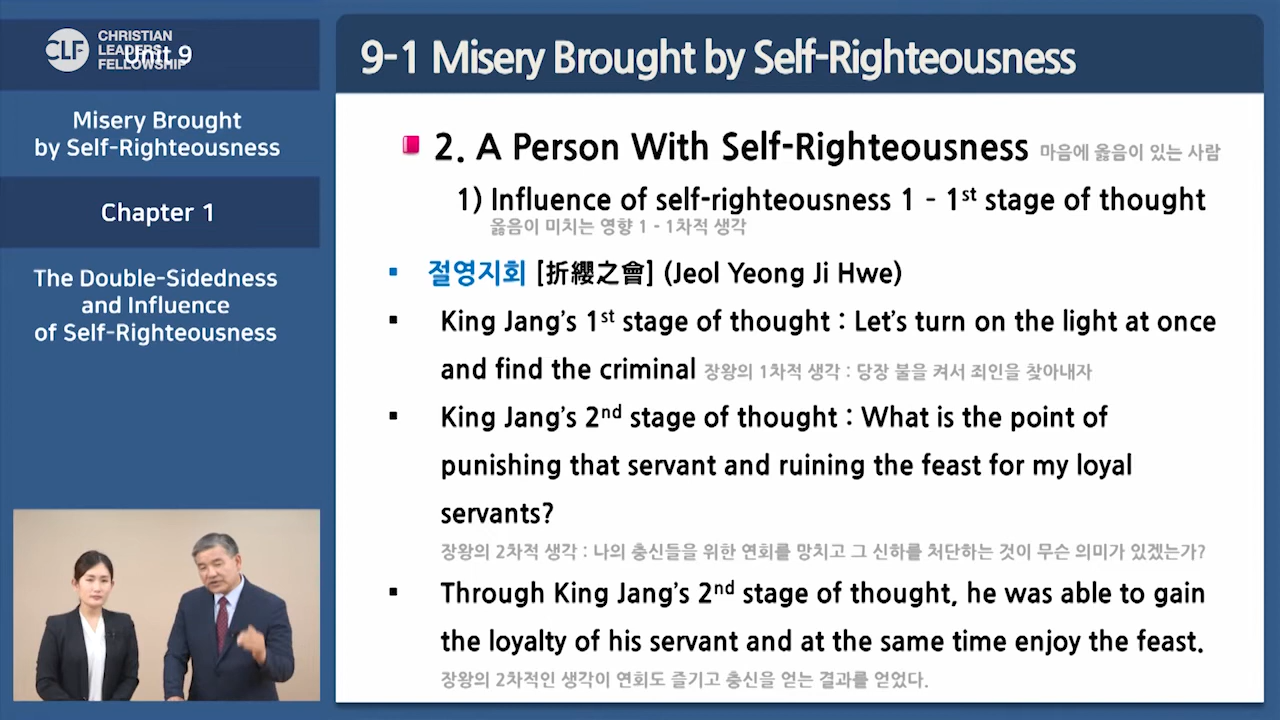 CLF CHRISTIAN
LEADERS
FELLOWSHIP
Unit 9
Misery Brought
by Self-Righteousness
Chapter 1
The Double-Sidedness
and Influence
of Self-Righteousness
9-1 Misery Brought by Self-Righteousness
2. A Person With Self-Righteousness 마음에 옳음이 있는 사람
1) Influence of self-righteousness 1 - 1st stage of thought
옳음이 미치는 영향 1 - 1차적 생각
▪ 절영지회 [折纓之會] (Jeol Yeong Ji Hwe)
▪ King Jang's 1st stage of thought : Let's turn on the light at once
and find the criminal 장왕의 1차적 생각 : 당장 불을 켜서 죄인을 찾아내자
▪ King Jang's 2nd stage of thought : What is the point of
punishing that servant and ruining the feast for my loyal
servants?
장왕의 2차적 생각 : 나의 충신들을 위한 연회를 망치고 그 신하를 처단하는 것이 무슨 의미가 있겠는가?
▪ Through King Jang's 2nd stage of thought, he was able to gain
the loyalty of his servant and at the same time enjoy the feast.
장왕의 2차적인 생각이 연회도 즐기고 충신을 얻는 결과를 얻었다.